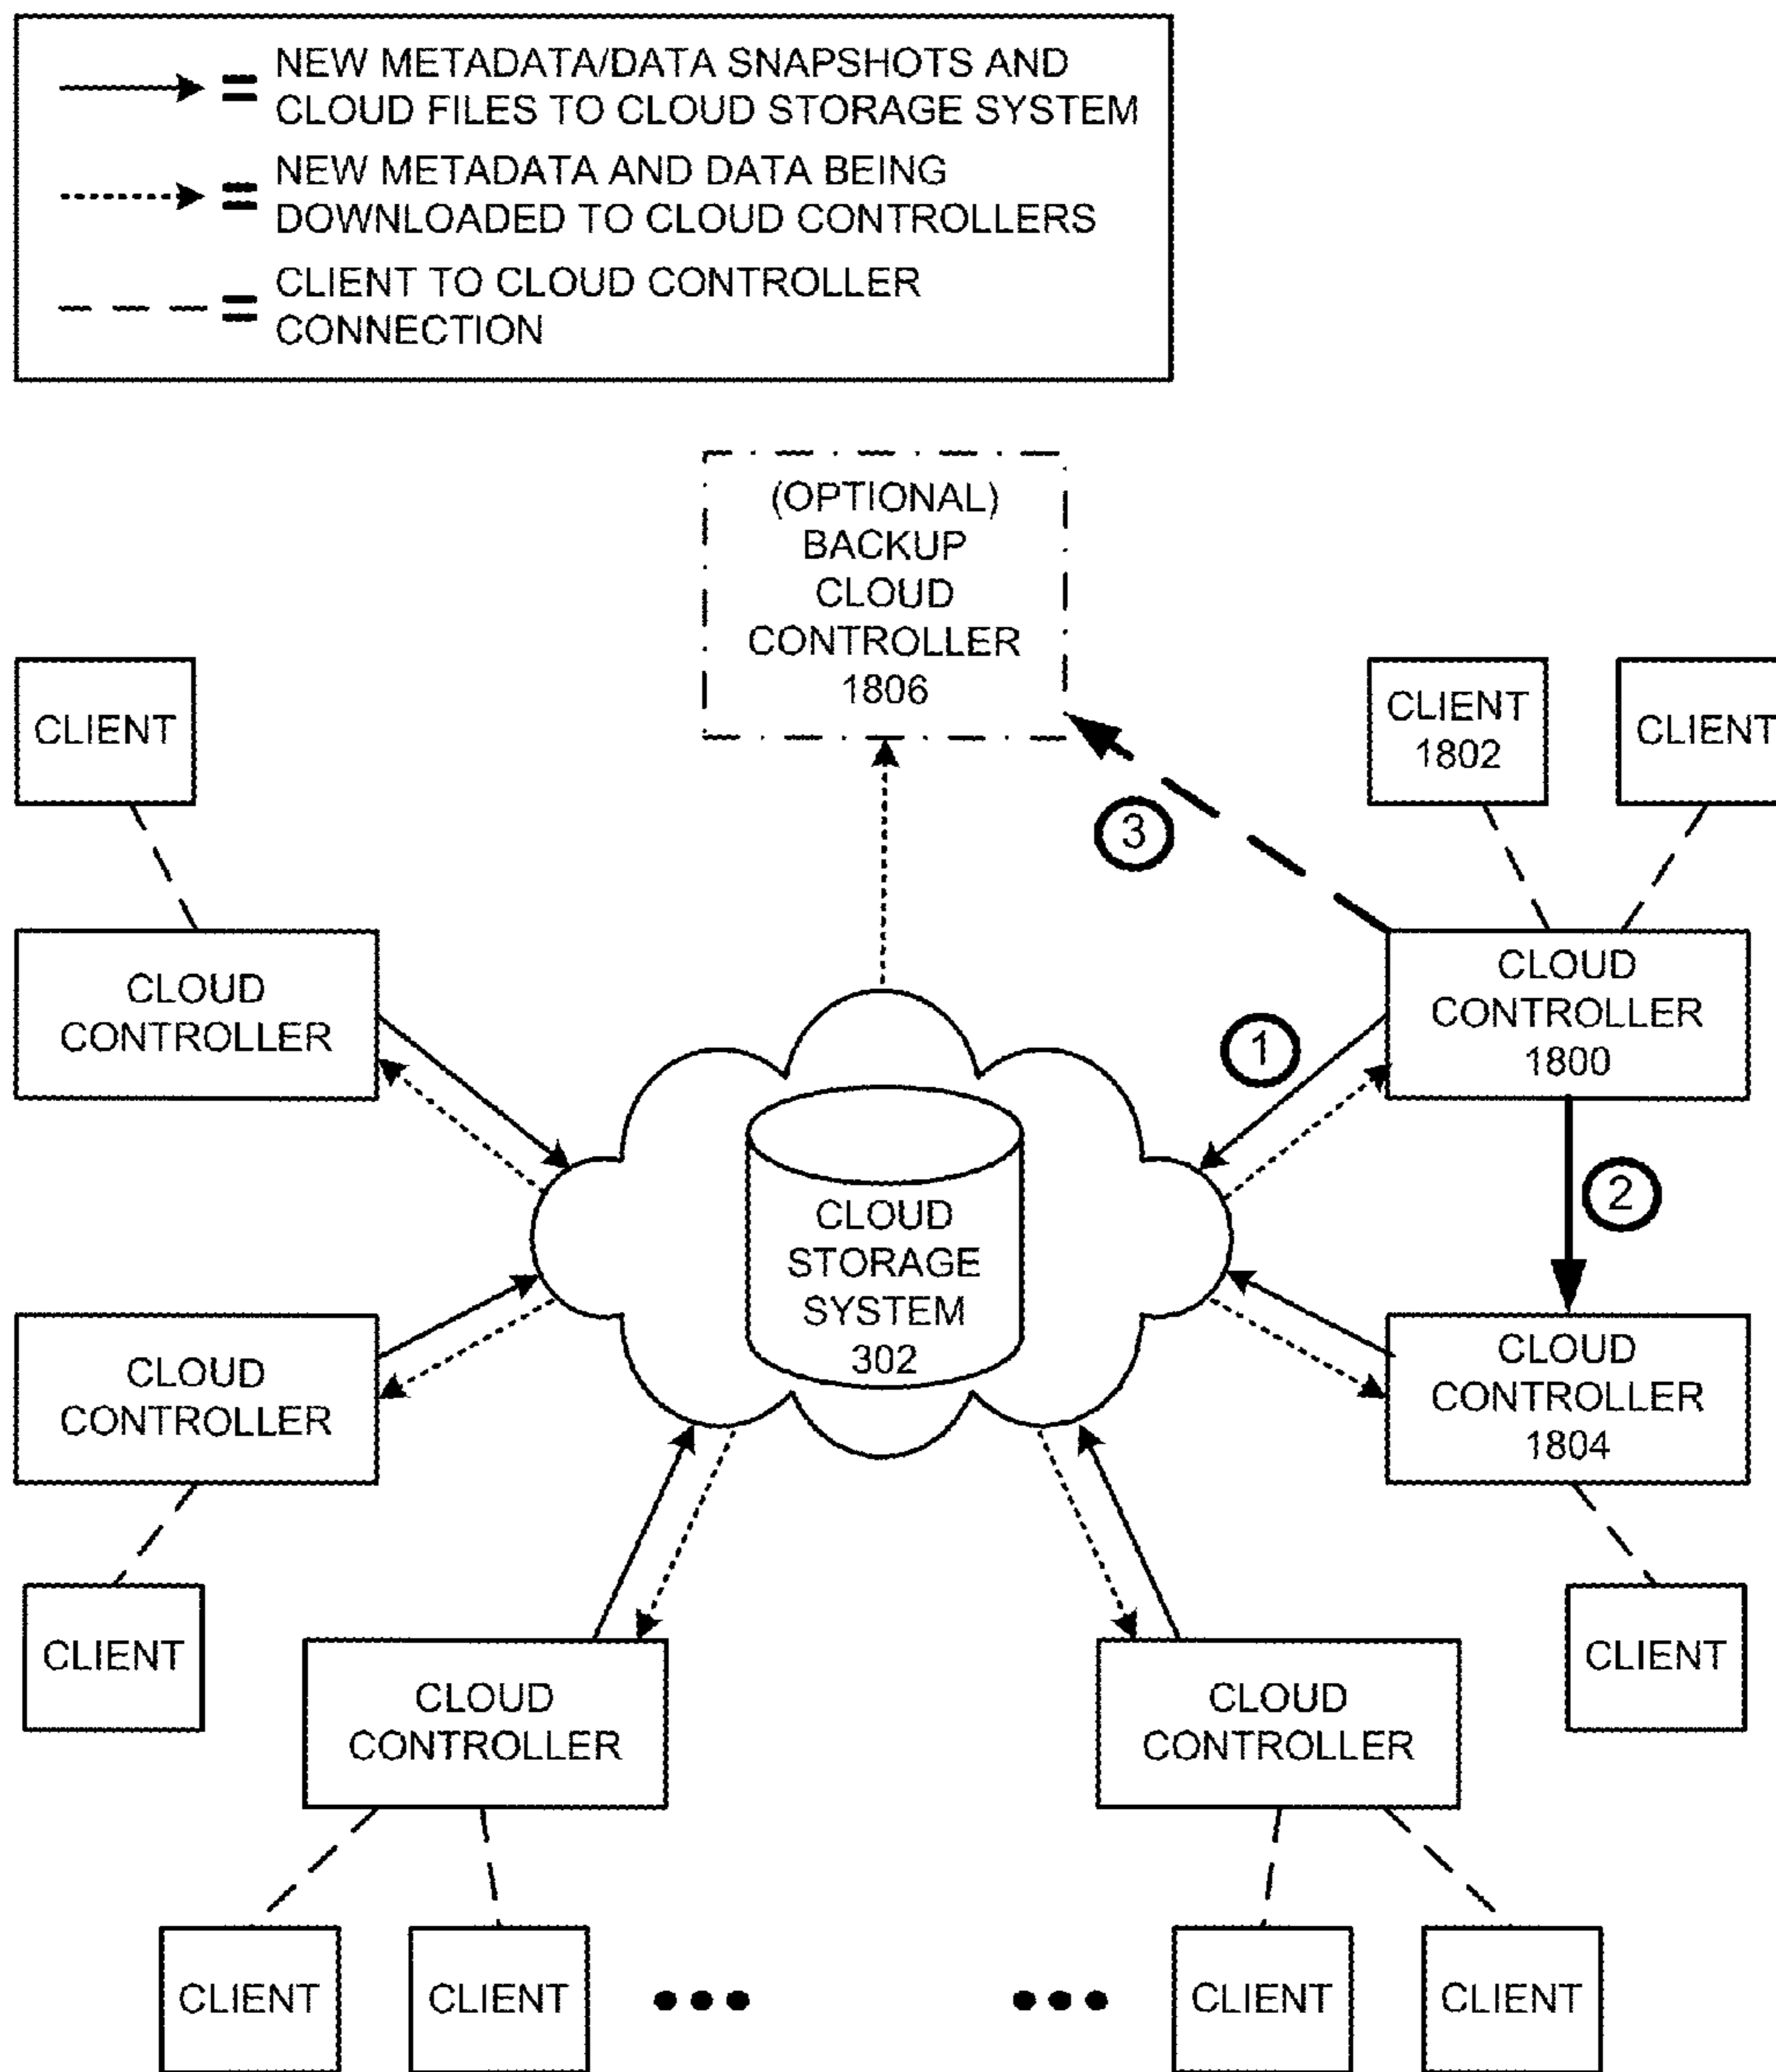 = NEW METADATA/DATA SNAPSHOTS AND
CLOUD FILES TO CLOUD STORAGE SYSTEM
= NEW METADATA AND DATA BEING
DOWNLOADED TO CLOUD CONTROLLERS
= CLIENT TO CLOUD CONTROLLER
CONNECTION
(OPTIONAL)
BACKUP
CLOUD
CONTROLLER
1806
CLIENT
CLIENT
1802
CLIENT
3
CLOUD
CONTROLLER
CLOUD
CONTROLLER
1800
1
2
CLOUD
STORAGE
SYSTEM
302
CLOUD
CONTROLLER
CLOUD
CONTROLLER
1804
CLIENT
CLIENT
CLOUD
CONTROLLER
CLOUD
CONTROLLER
CLIENT
CLIENT
•••
•••
CLIENT
CLIENT